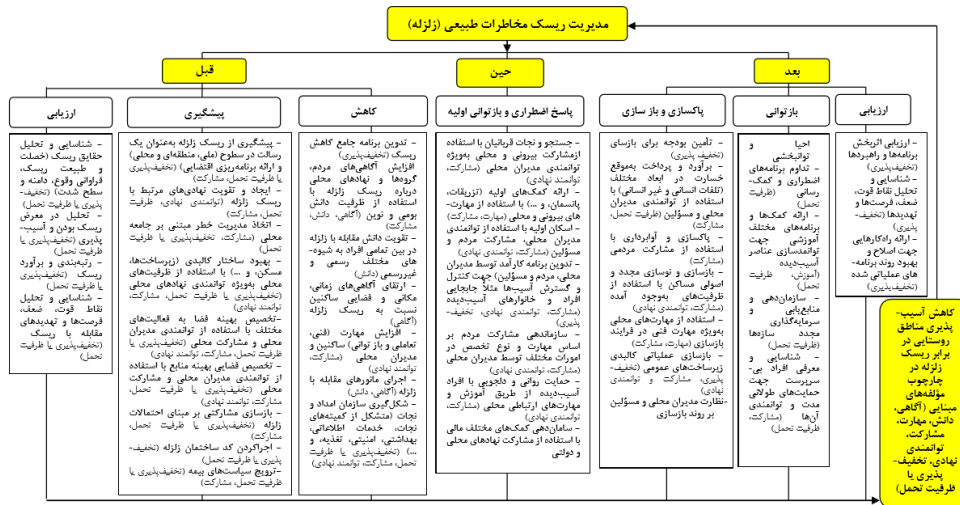 مدیریت ریسک مخاطرات طبیعی (زلزله)
قبل
حین
بعد
ارزیابی
پیشگیری
کاهش
پاسخ اضطراری و بازتوانی اولیه
پاکسازی و باز سازی
بازتوانی
ارزیابی
- شناسایی و تحلیل
حقایق ریسک (خصلت
و طبیعت ریسک،
فراوانی وقوع، دامنه و
سطح شدت) (تخفیف-
پذیری یا ظرفیت تحمل)
- تحلیل در معرض
ریسک بودن و آسیب-
پذیری (تخفیف‌پذیری یا
ظرفیت تحمل)
- رتبه‌بندی و برآورد
ریسک (تخفیف‌پذیری
یا ظرفیت تحمل)
- شناسایی و تحلیل
نقاط قوت، ضعف،
فرصت‌ها و تهدیدهای
مقابله با ریسک
(تخفیف‌پذیری یا ظرفیت
تحمل)
- پیشگیری از ریسک زلزله به‌عنوان یک
رسالت در سطوح (ملی، منطقه‌ای و محلی)
و ارائه برنامه‌ریزی اقتضایی (تخفیف‌پذیری
یا ظرفیت تحمل، مشارکت)
- ایجاد و تقویت نهادی‌های مرتبط با
ریسک زلزله (توانمندی نهادی، ظرفیت
تحمل، مشارکت)
- اتخاذ مدیریت خطر مبتنی بر جامعه
محلی (مشارکت، تخفیف‌پذیری یا ظرفیت
تحمل)
- بهبود ساختار کالبدی (زیرساخت‌ها،
مسکن، و ...) با استفاده از ظرفیت‌های
محلی به‌ویژه توانمندی نهادهای محلی
(تخفیف‌پذیری یا ظرفیت تحمل، مشارکت،
توانمند نهادی)
-تخصیص بهینه فضا به فعالیت‌های
مختلف با استفاده از توانمندی مدیران
محلی و مشارکت محلی (تخفیف‌پذیری یا
ظرفیت تحمل، مشارکت، توانمند نهادی)
- تخصیص فضایی بهینه منابع با استفاده
از توانمندی مدیران محلی و مشارکت
محلی (تخفیف‌پذیری یا ظرفیت تحمل،
مشارکت، توانمند نهادی)
- بازسازی مشارکتی بر مبنای احتمالات
زلزله (تخفیف‌پذیری یا ظرفیت تحمل،
مشارکت)
- اجراکردن کد ساختمان زلزله (تخفیف-
پذیری یا ظرفیت تحمل)
-ترویج سیاست‌های بیمه (تخفیف‌پذیری یا
ظرفیت تحمل، مشارکت)
- تدوین برنامه جامع کاهش
ریسک (تخفیف‌پذیری)
افزایش آگاهی‌های مردم،
گروه‌ها و نهادهای محلی
درباره ریسک زلزله با
استفاده از ظرفیت دانش
بومی و نوین (آگاهی، دانش،
مشارکت)
- تقویت دانش مقابله با زلزله
در بین تمامی افراد به شیوه-
های مختلف رسمی و
غیررسمی (دانش)
- ارتقای آگاهی‌های زمانی،
مکانی و فضایی ساکنین
نسبت به ریسک زلزله
(آگاهی)
- افزایش مهارت (فنی،
تعاملی و باز توانی) ساکنین و
مدیران محلی (مشارکت،
توانمند نهادی)
- اجرای مانورهای مقابله با
زلزله (آگاهی، دانش)
- شکل‌گیری سازمان امداد و
نجات (متشکل از کمیته‌های
نجات، خدمات اطلاعاتی،
بهداشتی، امنیتی، تغذیه، و
...) (تخفیف‌پذیری یا ظرفیت
تحمل، مشارکت، توانمند نهادی)
- جستجو و نجات قربانیان با استفاده
ازمشارکت بیرونی و محلی به‌ویژه
توانمندی مدیران محلی (مشارکت،
توانمند نهادی)
- ارائه کمک‌های اولیه (تزریقات،
پانسمان، و ...) با استفاده از مهارت-
های بیرونی و محلی (مهارت، مشارکت)
- اسکان اولیه با استفاده از توانمندی
مدیران محلی، مشارکت مردم و
مسؤلین (مشارکت، توانمندی نهادی)
- تدوین برنامه کارآمد توسط مدیران
محلی، مردم و مسؤلین) جهت کنترل
و گسترش آسیب‌ها مثلاً جابجایی
افراد و خانوارهای آسیب‌دیده
(مشارکت، توانمند نهادی، تخفیف-
پذیری)
- سازماندهی مشارکت مردم بر
اساس مهارت و نوع تخصص در
امورات مختلف توسط مدیران محلی
(مشارکت، توانمندی نهادی)
- حمایت روانی و دلجویی با افراد
آسیب‌دیده از طریق آموزش و
مهارت‌های ارتباطی محلی (مشارکت،
توانمندی نهادی)
- سامان‌دهی کمک‌های مختلف مالی
با استفاده از مشارکت نهادهای محلی
و دولتی
- تأمین بودجه برای بازسای
(تخفیف پذیری)
- برآورد و پرداخت به‌موقع
خسارت در ابعاد مختلف
(تلفات انسانی و غیر انسانی) با
استفاده از توانمندی مدیران
محلی و مسؤلین (ظرفیت تحمل،
مشارکت)
- پاکسازی و آوابرداری با
استفاده از مشارکت مردمی
(مشارکت)
- بازسازی و نوسازی مجدد و
اصولی مساکن با استفاده از
ظرفیت‌های به‌وجود آمده
استفاده از مهارت‌های محلی
به‌ویژه مهارت فنی در فرایند
بازسازی (مهارت، مشارکت)
- بازسازی عملیاتی کالبدی
زیرساخت‌های عمومی (تخفیف-
پذیری، مشارکت و توانمندی
نهادی)
-نظارت مدیران محلی و مسؤلین
بر روند بازسازی
احیا و
توانبخشی
- تداوم برنامه‌های
اضطراری و کمک-
رسانی (ظرفیت
تحمل)
- ارائه کمک‌ها و
برنامه‌های مختلف
آموزشی جهت
توانمندسازی عناصر
آسیب‌دیده
(آموزش، ظرفیت
تحمل)
- سازمان‌دهی و
منابع‌یابی و
سرمایه‌گذاری
مجدد سازه‌ها
(ظرفیت تحمل)
- شناسایی و
معرفی افراد بی-
سرپرست جهت
حمایت‌های طولانی
مدت و توانمندی
آن‌ها (مشارکت،
ظرفیت تحمل)
- ارزیابی اثربخش
برنامه‌ها و راهبردها
(تخفیف‌پذیری)
- شناسایی و
تحلیل نقاط قوت،
ضعف، فرصت‌ها و
تهدیدها (تخفیف-
پذیری)
- ارائه راه‌کارهایی
جهت اصلاح و
بهبود روند برنامه-
های عملیاتی شده
(تخفیف‌پذیری)
کاهش آسیب-
پذیری مناطق
روستایی در
برابر ریسک
زلزله در
چارچوب
مؤلفه‌های
مبنایی (آگاهی،
دانش، مهارت،
مشارکت،
توانمندی
نهادی، تخفیف-
پذیری یا
ظرفیت تحمل)